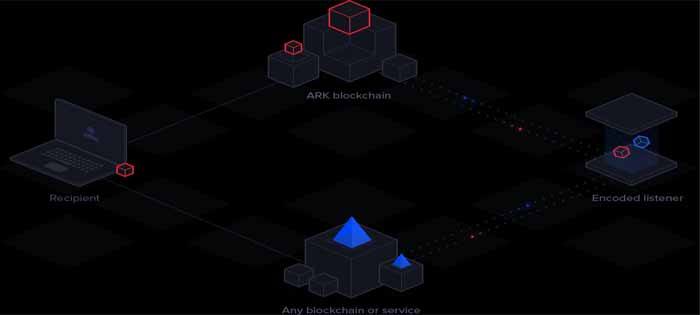 ARK blockchain
Recipient
Encoded listener
Any blockchain or service